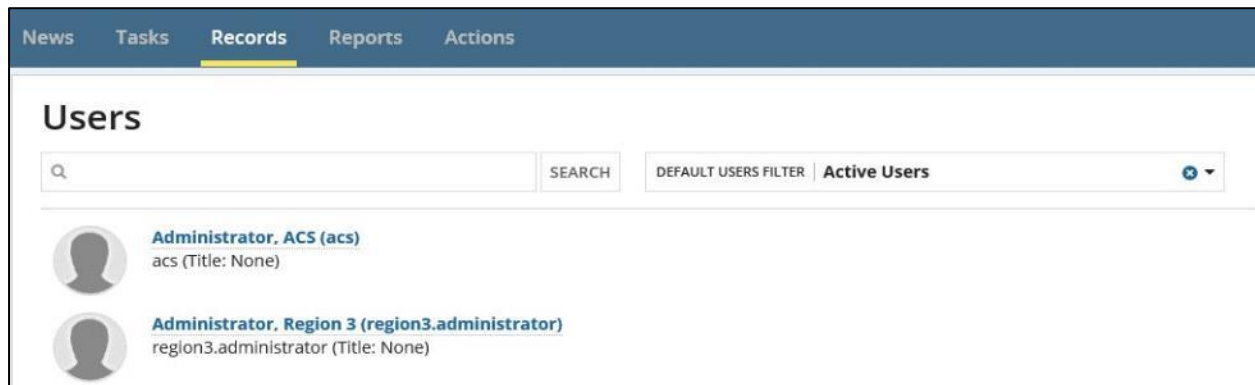 News Tasks Records Reports Actions
Users
SEARCH DEFAULT USERS FILTER Active Users
Administrator, ACS (acs)
acs (Title: None)
Administrator, Region 3 (region3.administrator)
region3.administrator (Title: None)